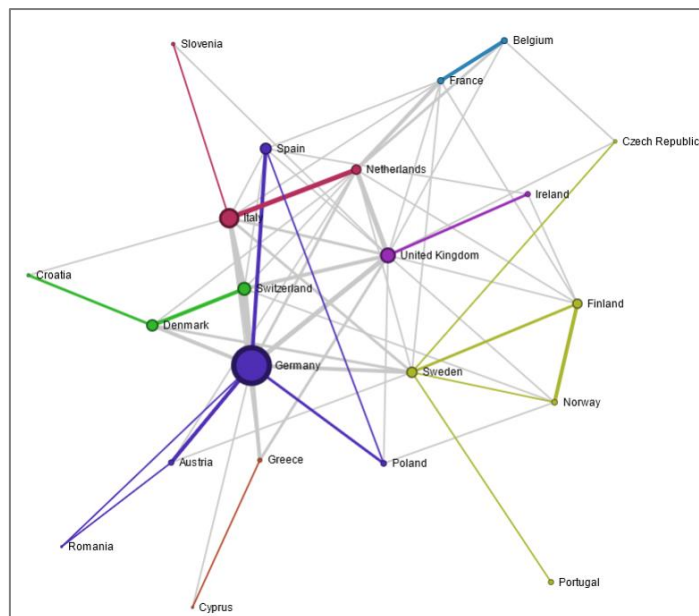 Belgium
Slovenia
France
Czech Republic
Spain
Netherlands
Ireland
Italy
United Kingdom
Croatia
Switzerland
Finland
Denmark
Germany
Sweden
Norway
Greece
Austria
Poland
Romania
Portugal
Cyprus